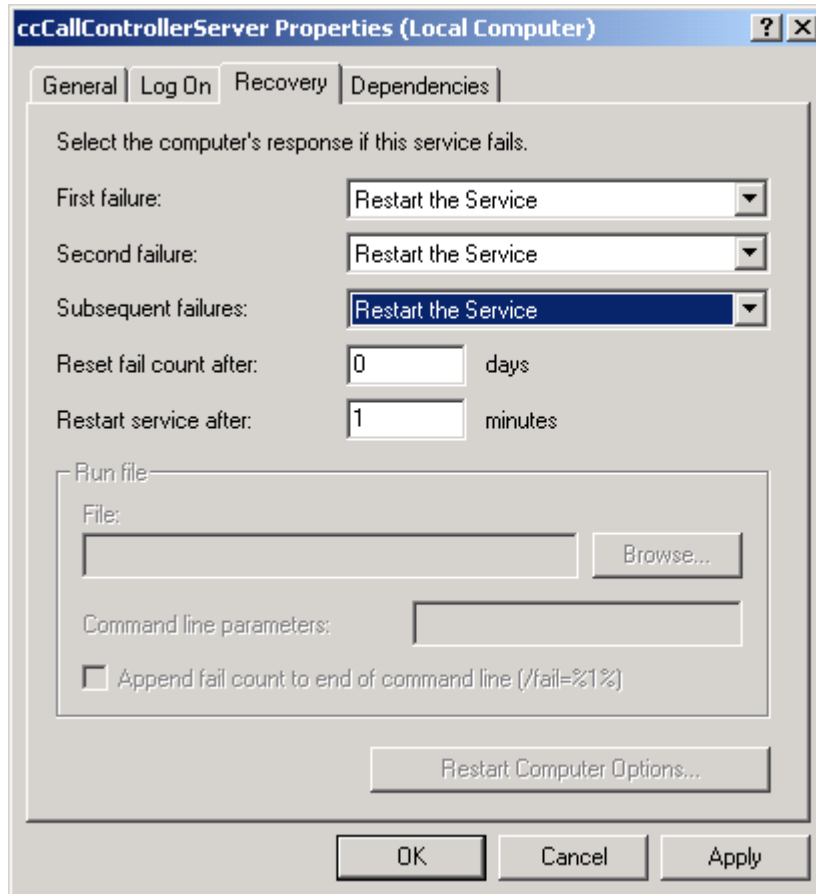 ccCallControllerServer Properties (Local Computer)
General Log On Recovery Dependencies
Select the computer's response if this service fails.
First failure: Restart the Service
Second failure: Restart the Service
Subsequent failures: Restart the Service
Reset fail count after: 0 days
Restart service after: 1 minutes
Run file
File:
Browse...
Command line parameters:
Append fail count to end of command line (/fail=%1%)
Restart Computer Options...
OK Cancel Apply